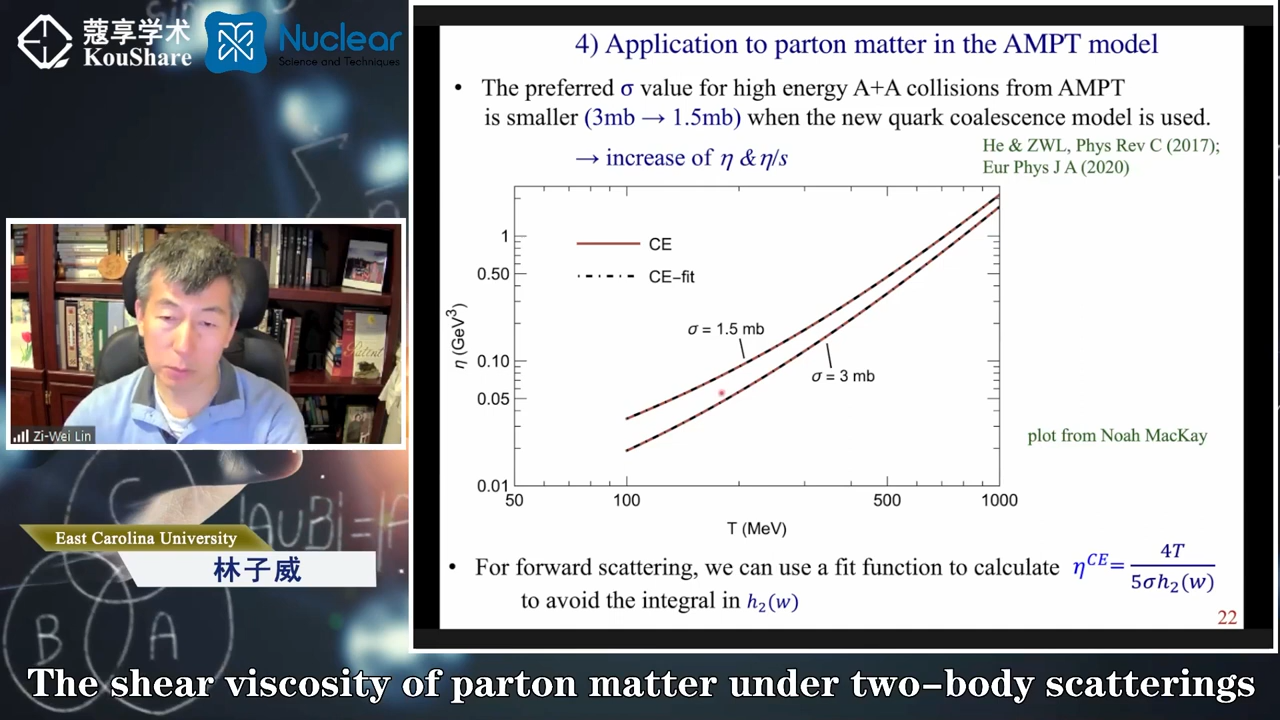 蔻享学术
KouShare
Nuclear
Science and Techniques
4) Application to parton matter in the AMPT model
• The preferred σ value for high energy A+A collisions from AMPT
is smaller (3mb → 1.5mb) when the new quark coalescence model is used.
→ increase of η & η/s
He & ZWL, Phys Rev C (2017);
Eur Phys J A (2020)
CE
CE–fit
σ = 1.5 mb
σ = 3 mb
η (GeV³)
1
0.50
0.10
0.05
0.01
50
100
500
1000
T (MeV)
plot from Noah MacKay
• For forward scattering, we can use a fit function to calculate η^CE = 4T / 5σh₂(w)
to avoid the integral in h₂(w)
22
Zi-Wei Lin
East Carolina University
林子威
C
AUB|=|A
B
A
The shear viscosity of parton matter under two-body scatterings